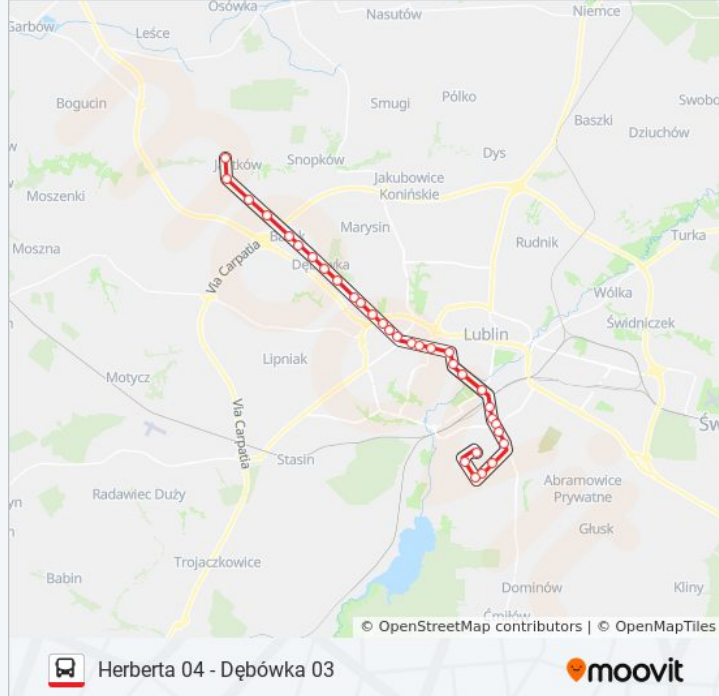 Osówka
Garbów
Leśce
Nasutów
Niemce
Bogucin
Smugi
Pólko
Baszki
Dziuchów
Dys
Snopków
Jakubowice
Konińskie
Moszenki
Marysin
Moszna
Via Carpatia
Rudnik
Turka
Wólka
Świdniczek
Lublin
Lipniak
Motycz
Via Carpatia
Stasin
Radawiec Duży
Abramowice
Prywatne
Głusk
Trojaczkowice
Babin
Dominów
Kliny
Ćmiłów
© OpenStreetMap contributors | © OpenMapTiles
Herberta 04 - Dębówka 03
moovit